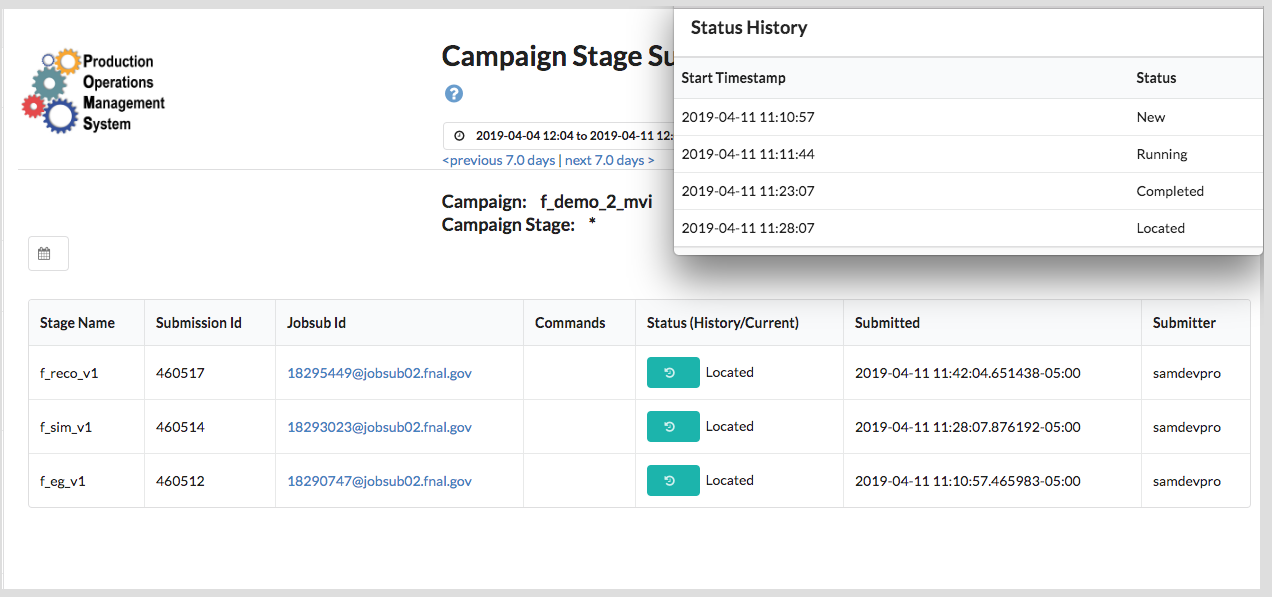 Production
Operations
Management
System
Campaign Stage Su
2019-04-04 12:04 to 2019-04-11 12:
<previous 7.0 days | next 7.0 days >
Campaign: f_demo_2_mvi
Campaign Stage: *
Status History
Start Timestamp Status
2019-04-11 11:10:57 New
2019-04-11 11:11:44 Running
2019-04-11 11:23:07 Completed
2019-04-11 11:28:07 Located
Stage Name Submission Id Jobsub Id Commands Status (History/Current) Submitted Submitter
f_reco_v1 460517 18295449@jobsub02.fnal.gov Located 2019-04-11 11:42:04.651438-05:00 samdevpro
f_sim_v1 460514 18293023@jobsub02.fnal.gov Located 2019-04-11 11:28:07.876192-05:00 samdevpro
f_eg_v1 460512 18290747@jobsub02.fnal.gov Located 2019-04-11 11:10:57.465983-05:00 samdevpro